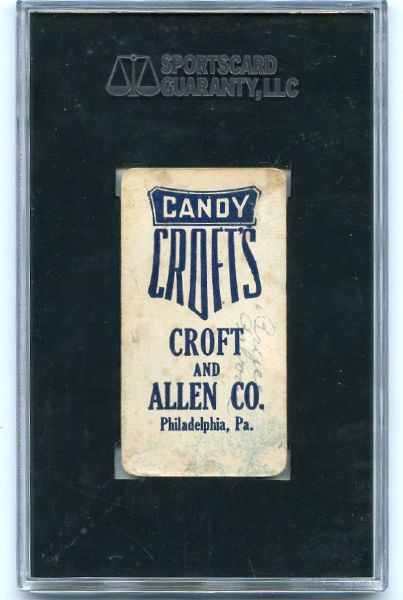 SPORTSCARD
GUARANTY, LLC
CANDY
CROFT'S
CROFT
AND
ALLEN CO.
Philadelphia, Pa.